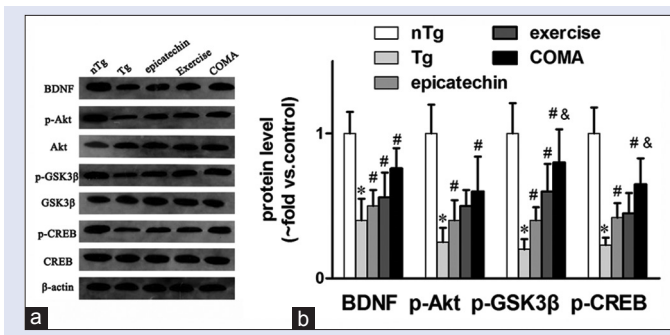 nTg Tg epicatechin Exercise COMA
BDNF
p-Akt
Akt
p-GSK3β
GSK3β
p-CREB
CREB
β-actin
a
nTg
Tg
epicatechin
exercise
COMA
protein level
(~fold vs.control)
1
0
* # # #
* # #
* # # # &
* # # &
BDNF p-Akt p-GSK3β p-CREB
b